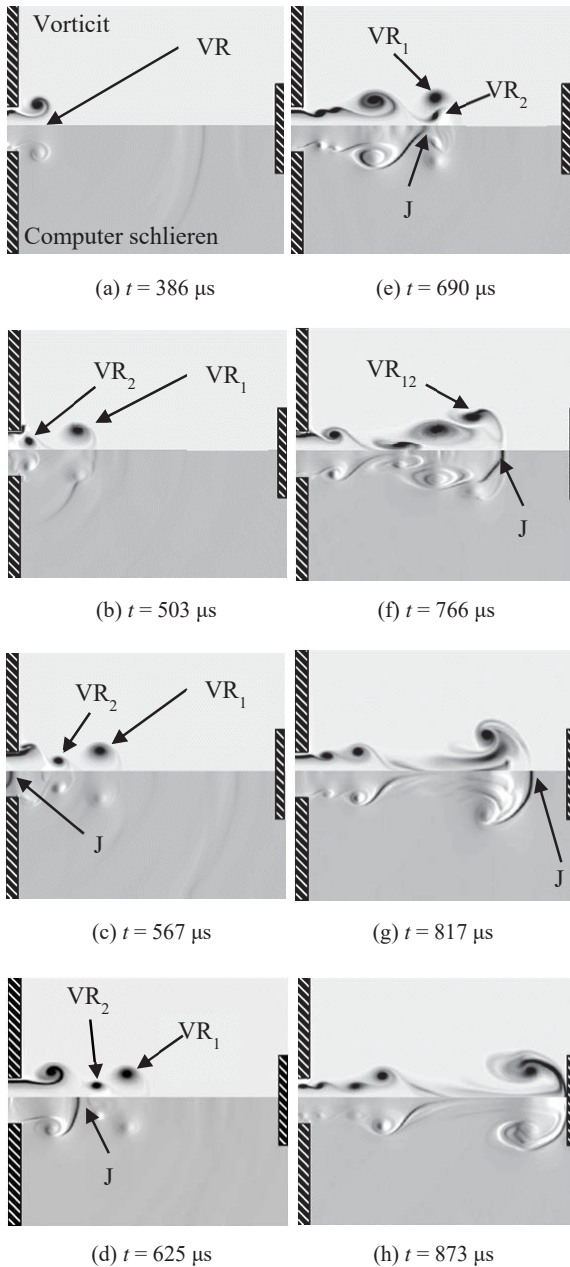 Vorticit
VR
Computer schlieren
(a) t = 386 μs
VR2
VR1
(b) t = 503 μs
VR2
VR1
J
(c) t = 567 μs
VR2
VR1
J
(d) t = 625 μs
VR1
VR2
J
(e) t = 690 μs
VR12
J
(f) t = 766 μs
J
(g) t = 817 μs
(h) t = 873 μs